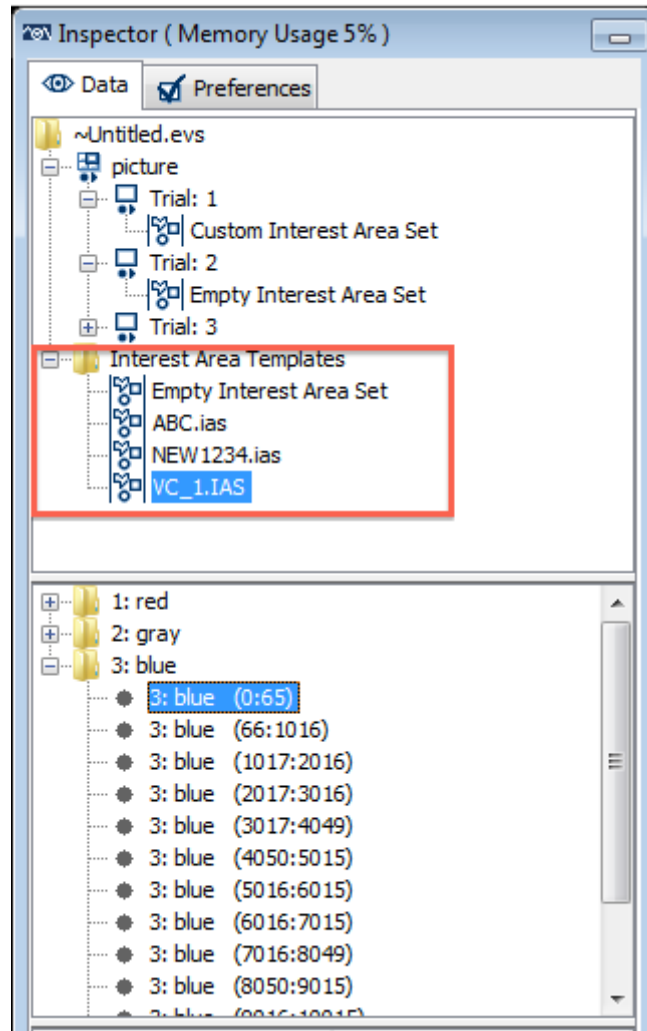 Inspector ( Memory Usage 5% )
Data Preferences
~Untitled.evs
picture
Trial: 1
Custom Interest Area Set
Trial: 2
Empty Interest Area Set
Trial: 3
Interest Area Templates
Empty Interest Area Set
ABC.ias
NEW1234.ias
VC_1.IAS
1: red
2: gray
3: blue
3: blue (0:65)
3: blue (66:1016)
3: blue (1017:2016)
3: blue (2017:3016)
3: blue (3017:4049)
3: blue (4050:5015)
3: blue (5016:6015)
3: blue (6016:7015)
3: blue (7016:8049)
3: blue (8050:9015)
3: blue